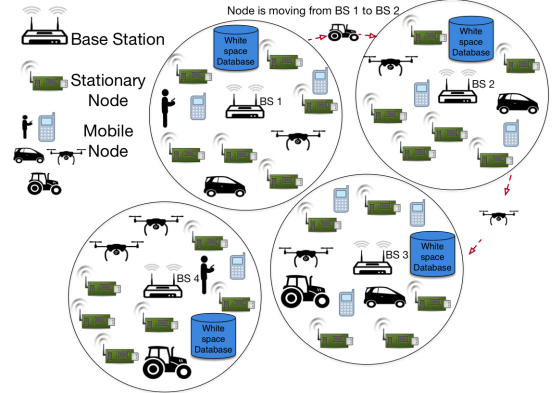 Node is moving from BS 1 to BS 2
Base Station
Stationary
Node
Mobile
Node
White
space
Database
BS 1
White
space
Database
BS 2
White
space
Database
BS 3
BS 4
White
space
Database